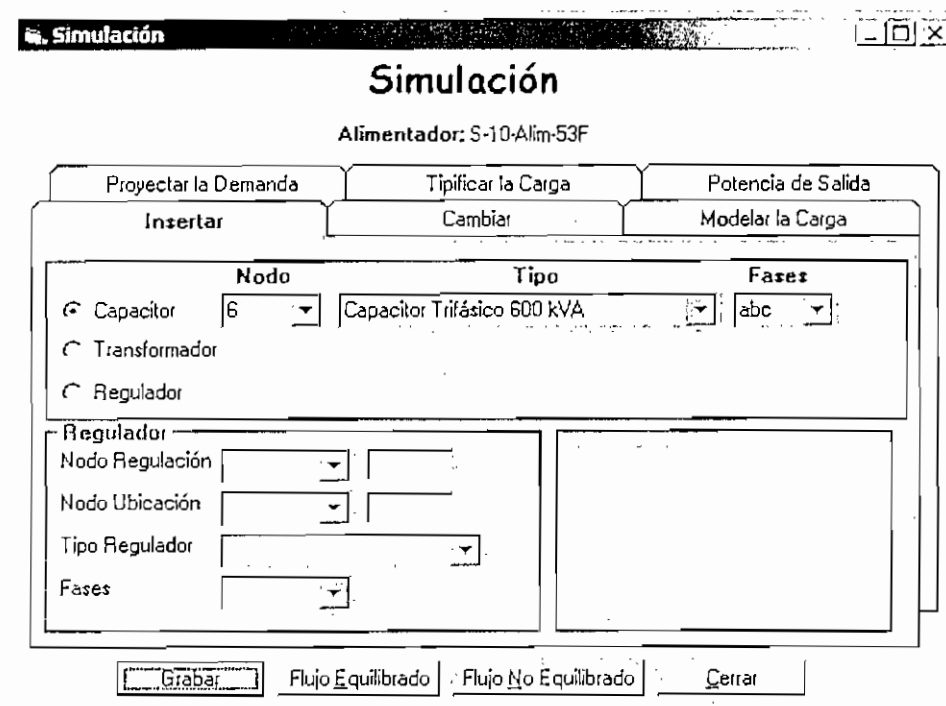 Simulación
Simulación
Alimentador: S-10-Alim-53F
Proyectar la Demanda Tipificar la Carga Potencia de Salida
Insertar Cambiar Modelar la Carga
Nodo Tipo Fases
Capacitor 6 Capacitor Trifásico 600 kVA abc
Transformador
Regulador
Regulador
Nodo Regulación
Nodo Ubicación
Tipo Regulador
Fases
Grabar Flujo Equilibrado Flujo No Equilibrado Cerrar